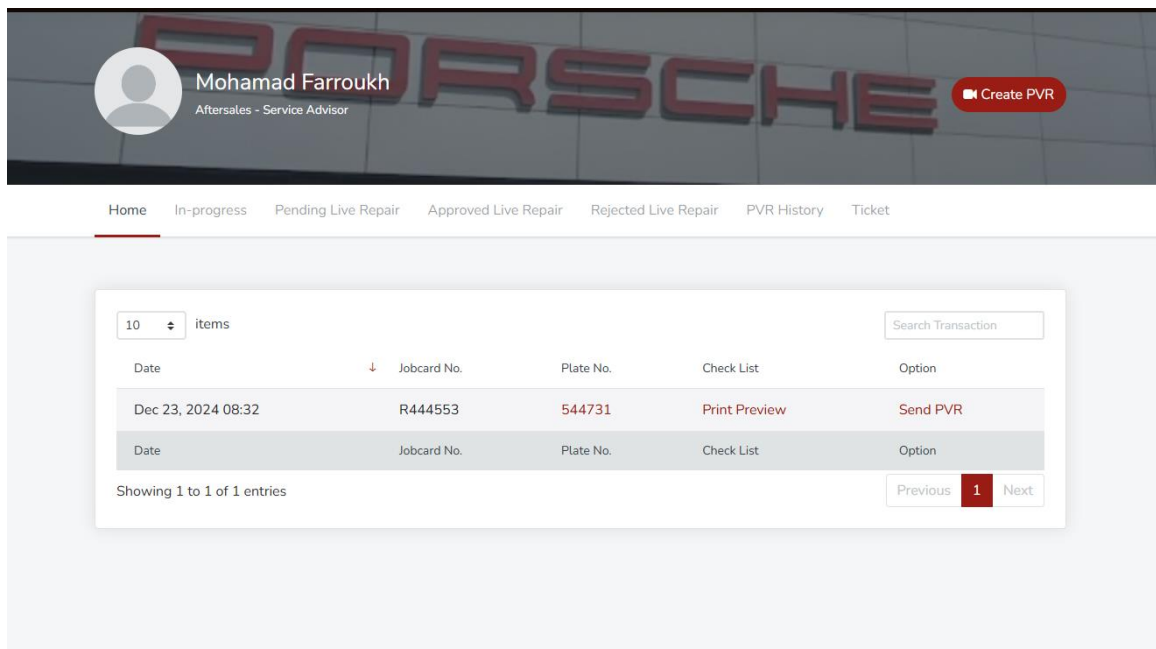 PORSCHE
Mohamad Farroukh
Aftersales - Service Advisor
Create PVR
Home In-progress Pending Live Repair Approved Live Repair Rejected Live Repair PVR History Ticket
10 items Search Transaction
Date ↓ Jobcard No. Plate No. Check List Option
Dec 23, 2024 08:32 R444553 544731 Print Preview Send PVR
Date Jobcard No. Plate No. Check List Option
Showing 1 to 1 of 1 entries Previous 1 Next